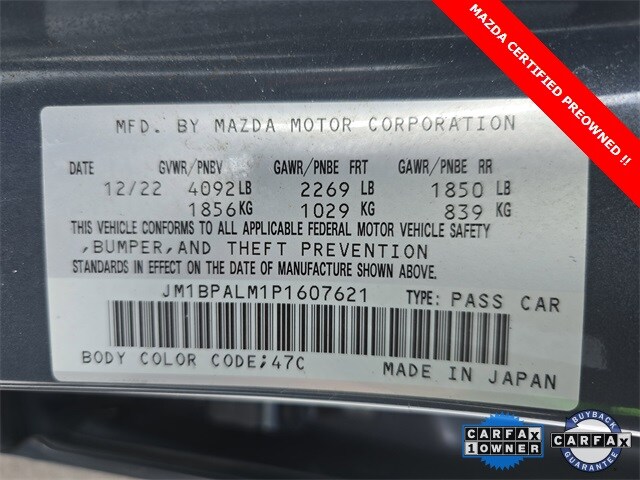 MAZDA CERTIFIED PREOWNED !!
MFD. BY MAZDA MOTOR CORPORATION
DATE GVWR/PNBV GAWR/PNBE FRT GAWR/PNBE RR
12/22 4092LB 2269 LB 1850 LB
1856KG 1029 KG 839 KG
THIS VEHICLE CONFORMS TO ALL APPLICABLE FEDERAL MOTOR VEHICLE SAFETY
,BUMPER,AND THEFT PREVENTION
STANDARDS IN EFFECT ON THE DATE OF MANUFACTURE SHOWN ABOVE.
JM1BPALM1P1607621 TYPE: PASS CAR
BODY COLOR CODE;47C MADE IN JAPAN
CARFAX
1OWNER
BUYBACK
CARFAX
GUARANTEE